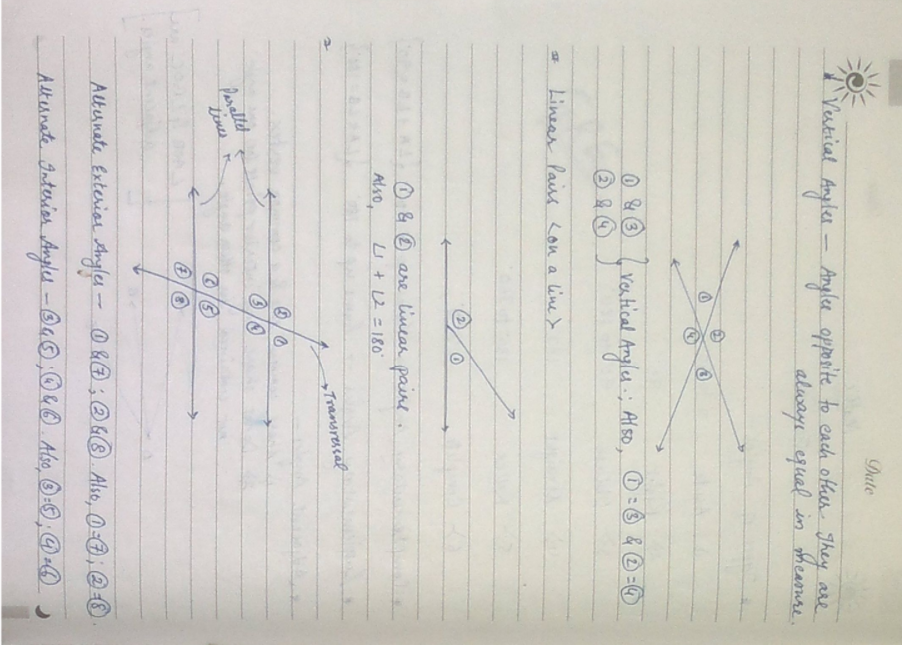 Date
Vertical Angles — Angles opposite to each other. They are
always equal in measure.
① ② ③ ④
① & ③ } Vertical Angles.; Also, ① = ③ & ② = ④
② & ④
= Linear Pairs <on a line>
② ①
① & ② are linear pairs.
Also, L1 + L2 = 180°
Transversal
Parallel
lines
② ①
③ ④
⑥ ⑤
⑦ ⑧
Alternate Exterior Angles — ① & ⑦ ; ② & ⑧. Also, ①=⑦ ; ②=⑧.
Alternate Interior Angles – ③ & ⑤ ; ④ & ⑥. Also, ③=⑤ ; ④=⑥